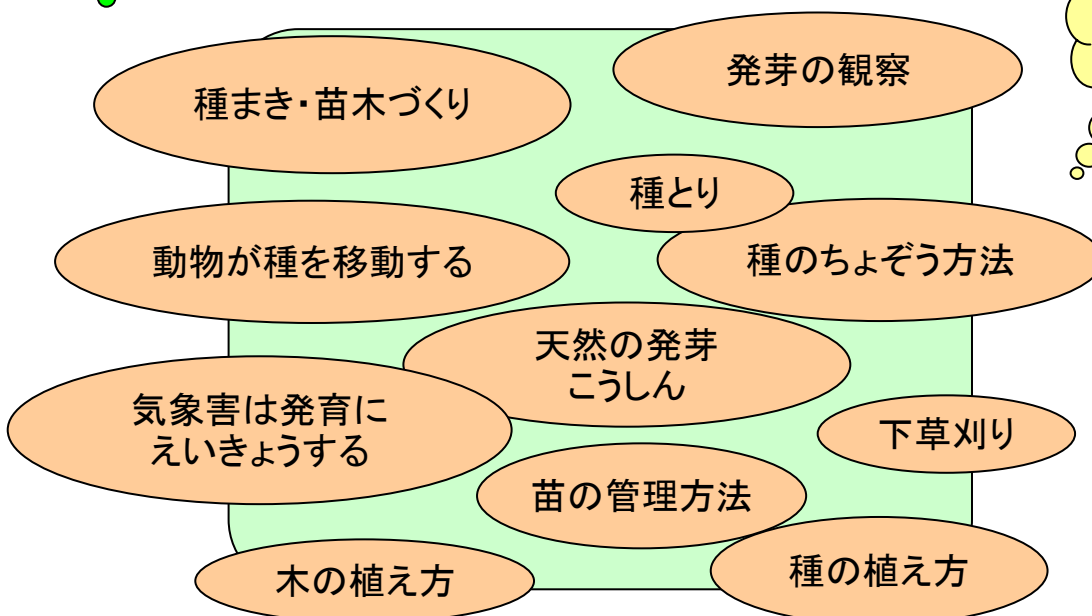 種まき・苗木づくり
発芽の観察
種とり
動物が種を移動する
種のちょぞう方法
天然の発芽
こうしん
気象害は発育に
えいきょうする
下草刈り
苗の管理方法
木の植え方
種の植え方